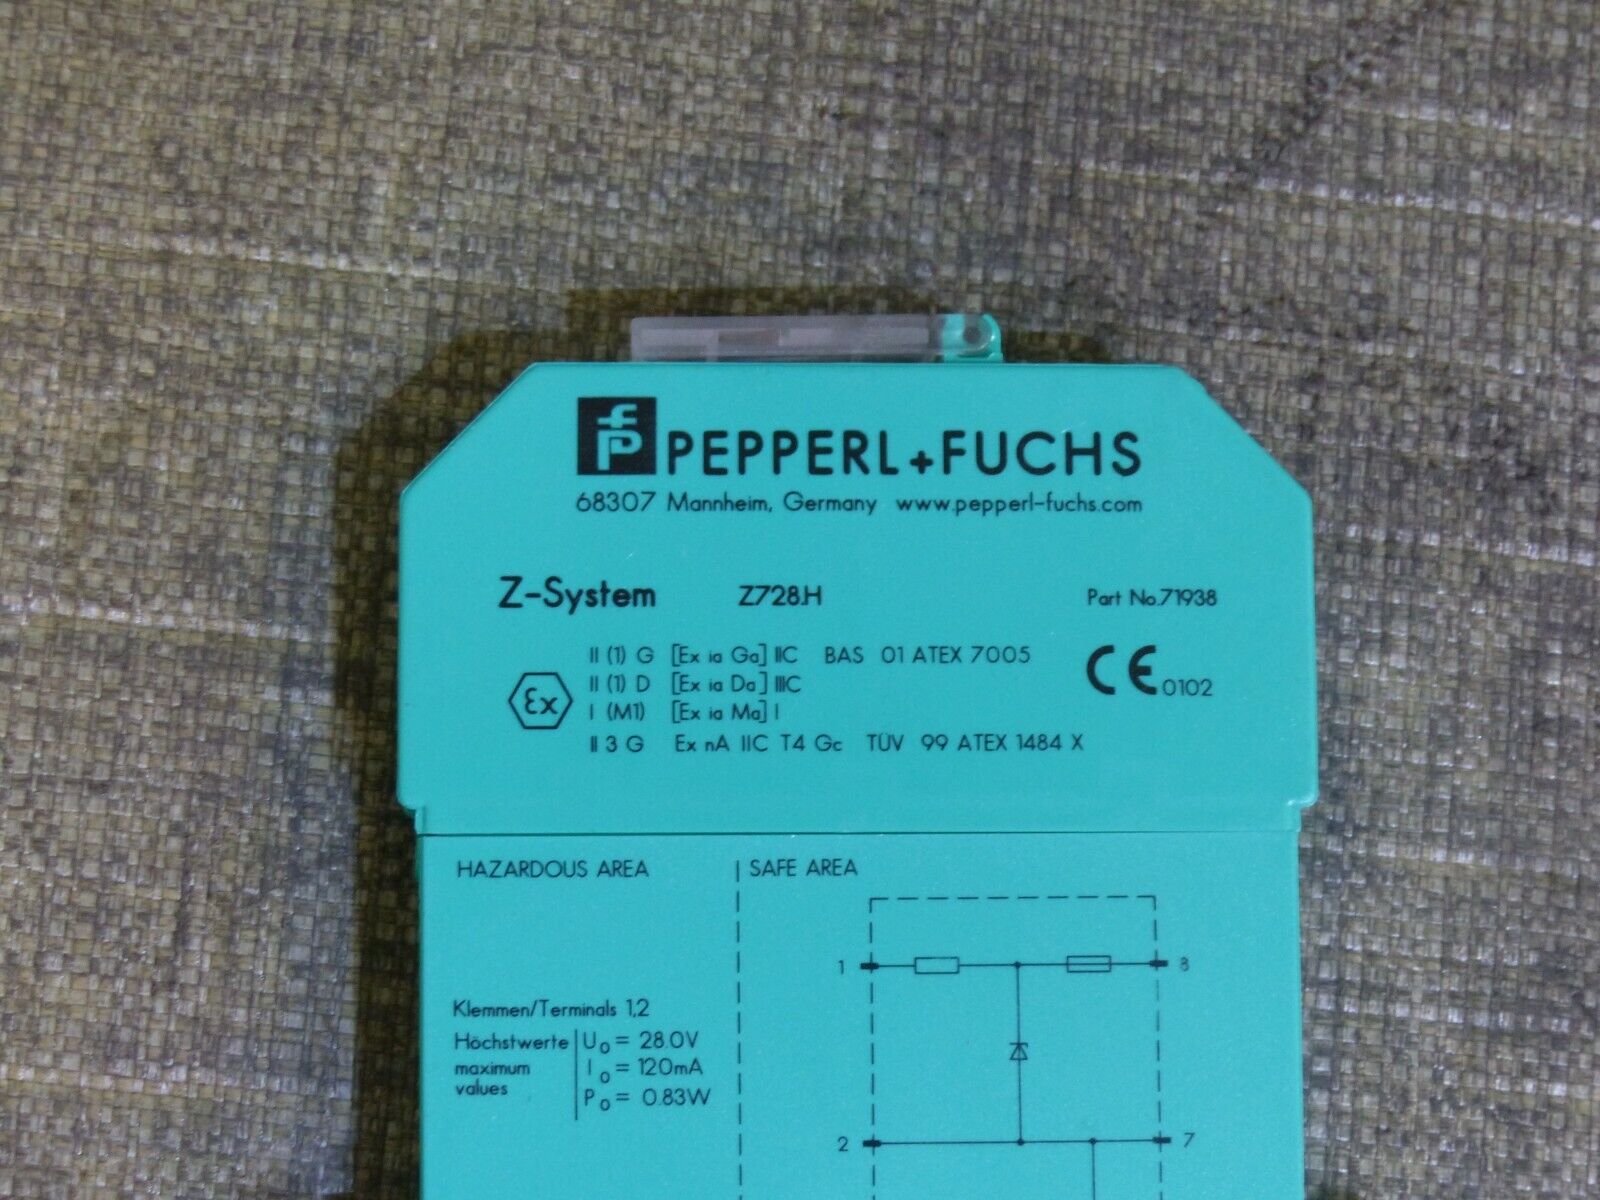 PEPPERL+FUCHS
68307 Mannheim, Germany www.pepperl-fuchs.com
Z-System Z728.H Part No.71938
II (1) G [Ex ia Ga] IIC BAS 01 ATEX 7005
II (1) D [Ex ia Da] IIIC
I (M1) [Ex ia Ma] I
II 3 G Ex nA IIC T4 Gc TÜV 99 ATEX 1484 X
Ex
CE 0102
HAZARDOUS AREA | SAFE AREA
1 8
Klemmen/Terminals 1,2
Höchstwerte Uo = 28.0V
maximum Io = 120mA
values Po = 0.83W
2 7